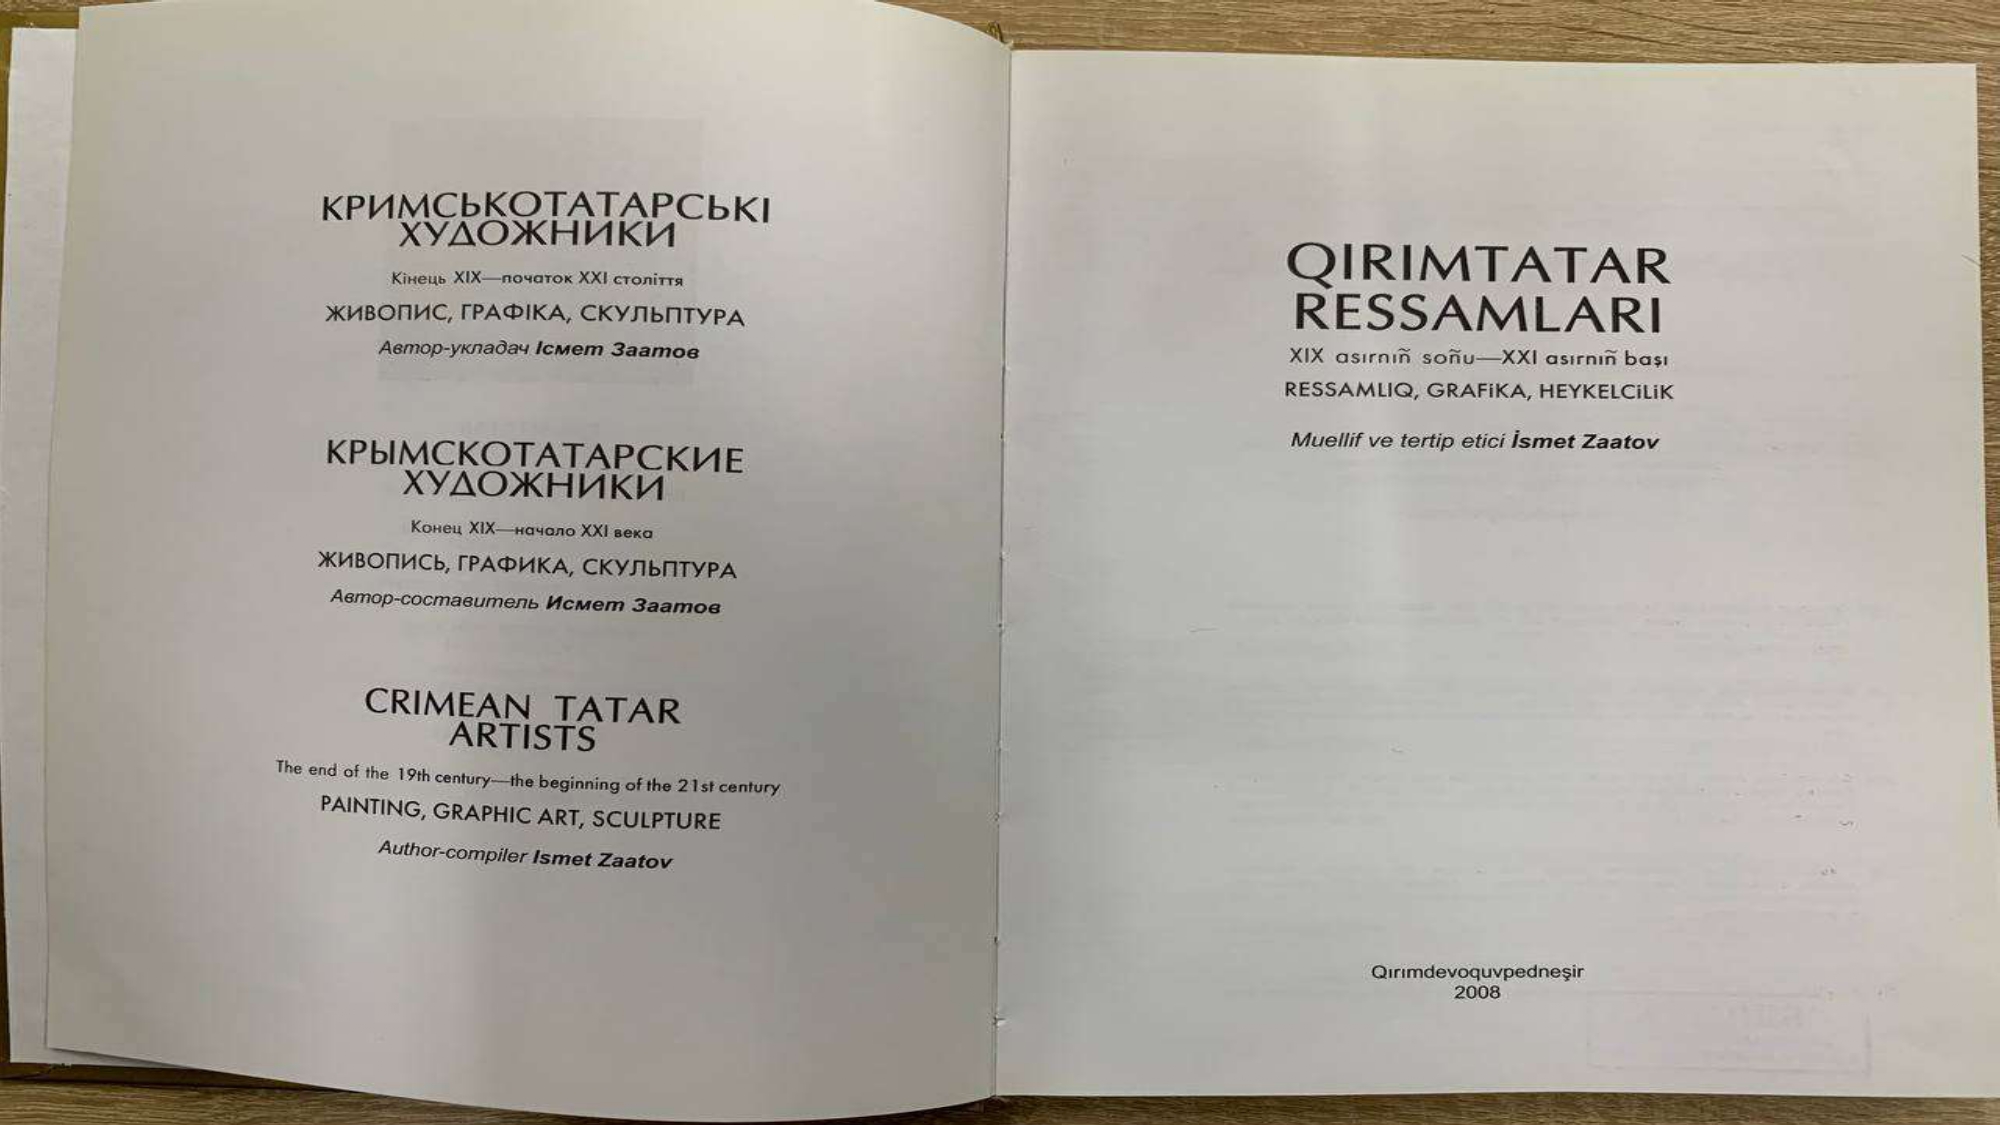 КРИМСЬКОТАТАРСЬКІ
ХУДОЖНИКИ
Кінець XIX—початок XXI століття
ЖИВОПИС, ГРАФІКА, СКУЛЬПТУРА
Автор-укладач Ісмет Заатов
КРЫМСКОТАТАРСКИЕ
ХУДОЖНИКИ
Конец XIX—начало XXI века
ЖИВОПИСЬ, ГРАФИКА, СКУЛЬПТУРА
Автор-составитель Исмет Заатов
CRIMEAN TATAR
ARTISTS
The end of the 19th century—the beginning of the 21st century
PAINTING, GRAPHIC ART, SCULPTURE
Author-compiler Ismet Zaatov
QIRIMTATAR
RESSAMLARI
XIX asırnıñ soñu—XXI asırnıñ başı
RESSAMLIQ, GRAFiKA, HEYKELCiLiK
Muellif ve tertip etici İsmet Zaatov
Qırımdevoquvpedneşir
2008